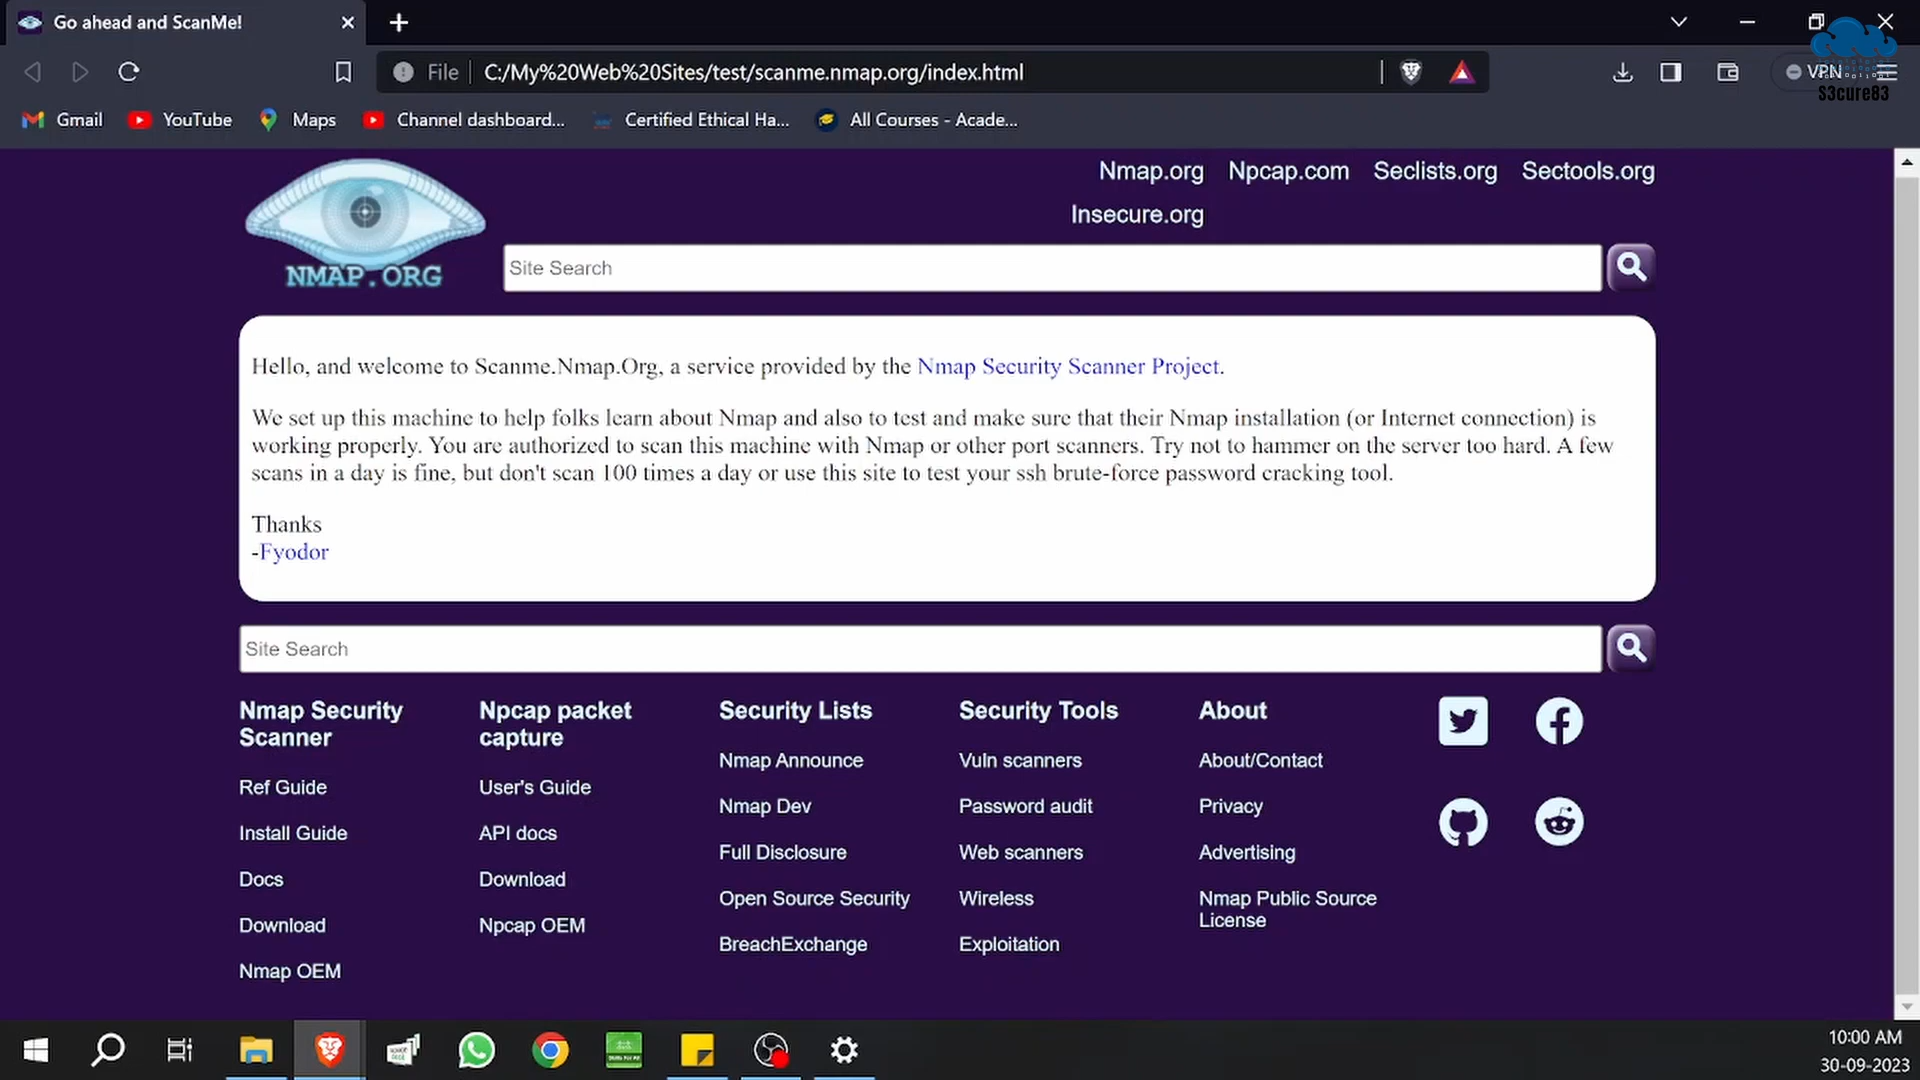 Go ahead and ScanMe!
File C:/My%20Web%20Sites/test/scanme.nmap.org/index.html
VPN
S3cure83
Gmail YouTube Maps Channel dashboard... Certified Ethical Ha... All Courses - Acade...
Nmap.org Npcap.com Seclists.org Sectools.org
Insecure.org
NMAP.ORG
Site Search
Hello, and welcome to Scanme.Nmap.Org, a service provided by the Nmap Security Scanner Project.
We set up this machine to help folks learn about Nmap and also to test and make sure that their Nmap installation (or Internet connection) is
working properly. You are authorized to scan this machine with Nmap or other port scanners. Try not to hammer on the server too hard. A few
scans in a day is fine, but don't scan 100 times a day or use this site to test your ssh brute-force password cracking tool.
Thanks
-Fyodor
Site Search
Nmap Security
Scanner
Ref Guide
Install Guide
Docs
Download
Nmap OEM
Npcap packet
capture
User's Guide
API docs
Download
Npcap OEM
Security Lists
Nmap Announce
Nmap Dev
Full Disclosure
Open Source Security
BreachExchange
Security Tools
Vuln scanners
Password audit
Web scanners
Wireless
Exploitation
About
About/Contact
Privacy
Advertising
Nmap Public Source
License
10:00 AM
30-09-2023